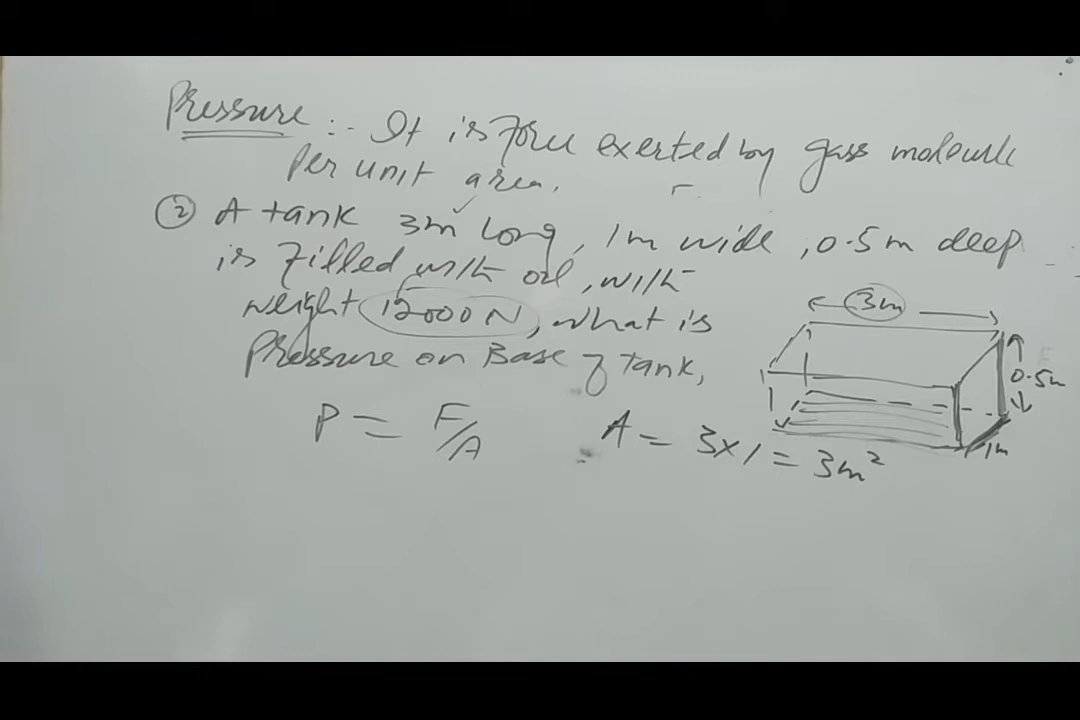 Pressure :- It is force exerted by gass molecule
Per unit area.
② A tank 3m long, 1m wide, 0.5m deep
is filled with oil, with
weight 12000 N, what is
Pressure on Base of tank,
3m
0.5m
1m
P = F/A
A = 3x1 = 3m²